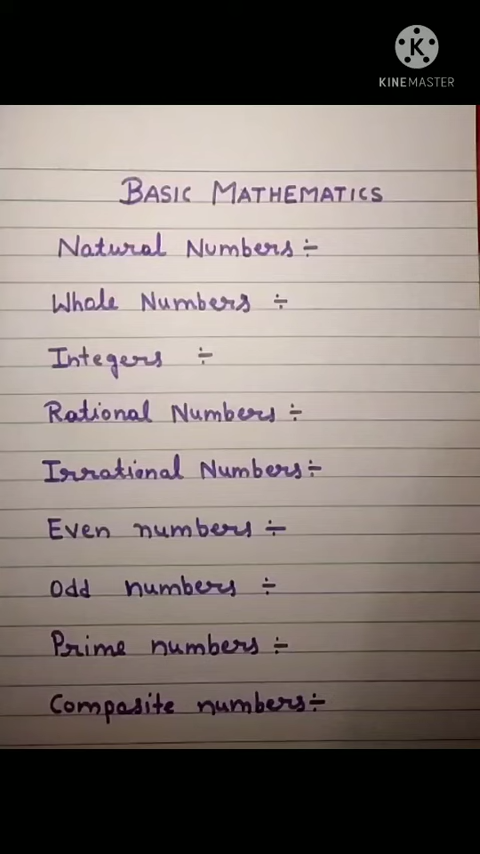 KINEMASTER
BASIC MATHEMATICS
Natural Numbers ÷
Whole Numbers ÷
Integers ÷
Rational Numbers ÷
Irrational Numbers ÷
Even numbers ÷
Odd numbers ÷
Prime numbers ÷
Composite numbers ÷